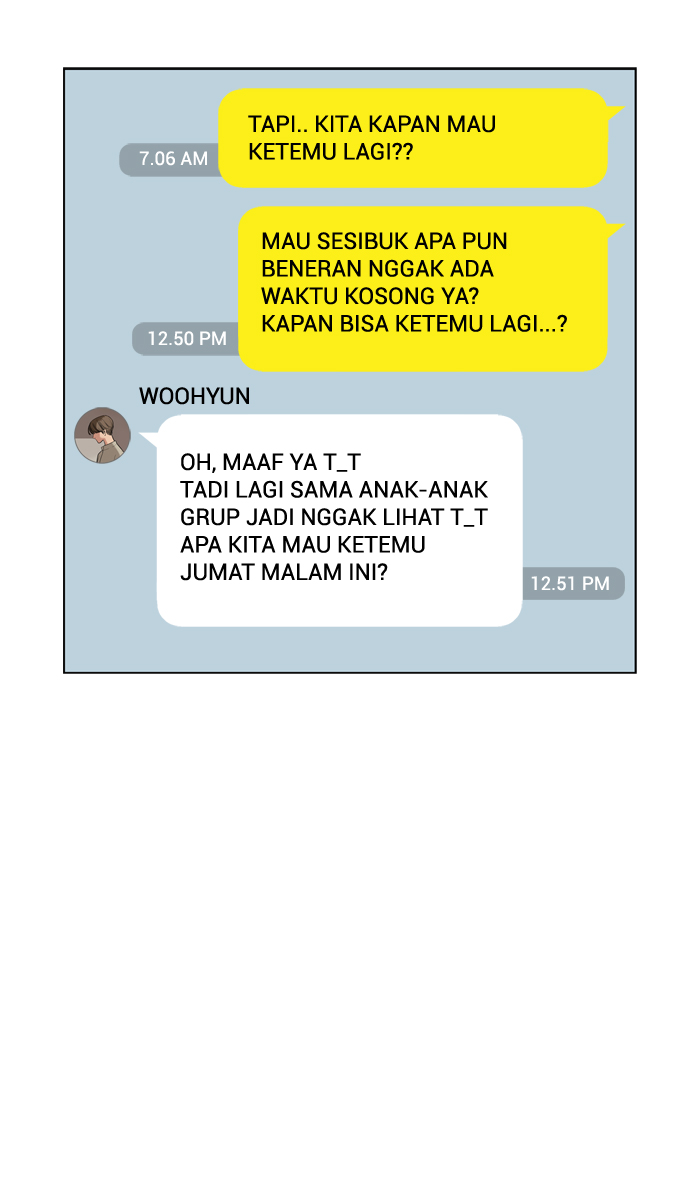 TAPI.. KITA KAPAN MAU
KETEMU LAGI??
7.06 AM
MAU SESIBUK APA PUN
BENERAN NGGAK ADA
WAKTU KOSONG YA?
KAPAN BISA KETEMU LAGI...?
12.50 PM
WOOHYUN
OH, MAAF YA T_T
TADI LAGI SAMA ANAK-ANAK
GRUP JADI NGGAK LIHAT T_T
APA KITA MAU KETEMU
JUMAT MALAM INI?
12.51 PM